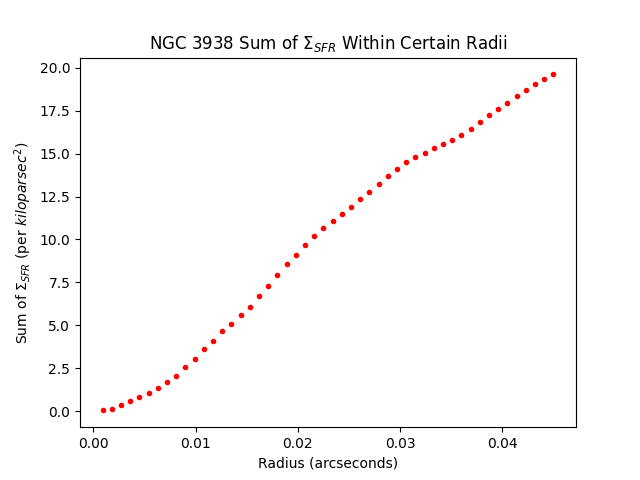 NGC 3938 Sum of Σ_SFR Within Certain Radii
20.0
17.5
15.0
12.5
10.0
7.5
5.0
2.5
0.0
Sum of Σ_SFR (per kiloparsec²)
0.00 0.01 0.02 0.03 0.04
Radius (arcseconds)